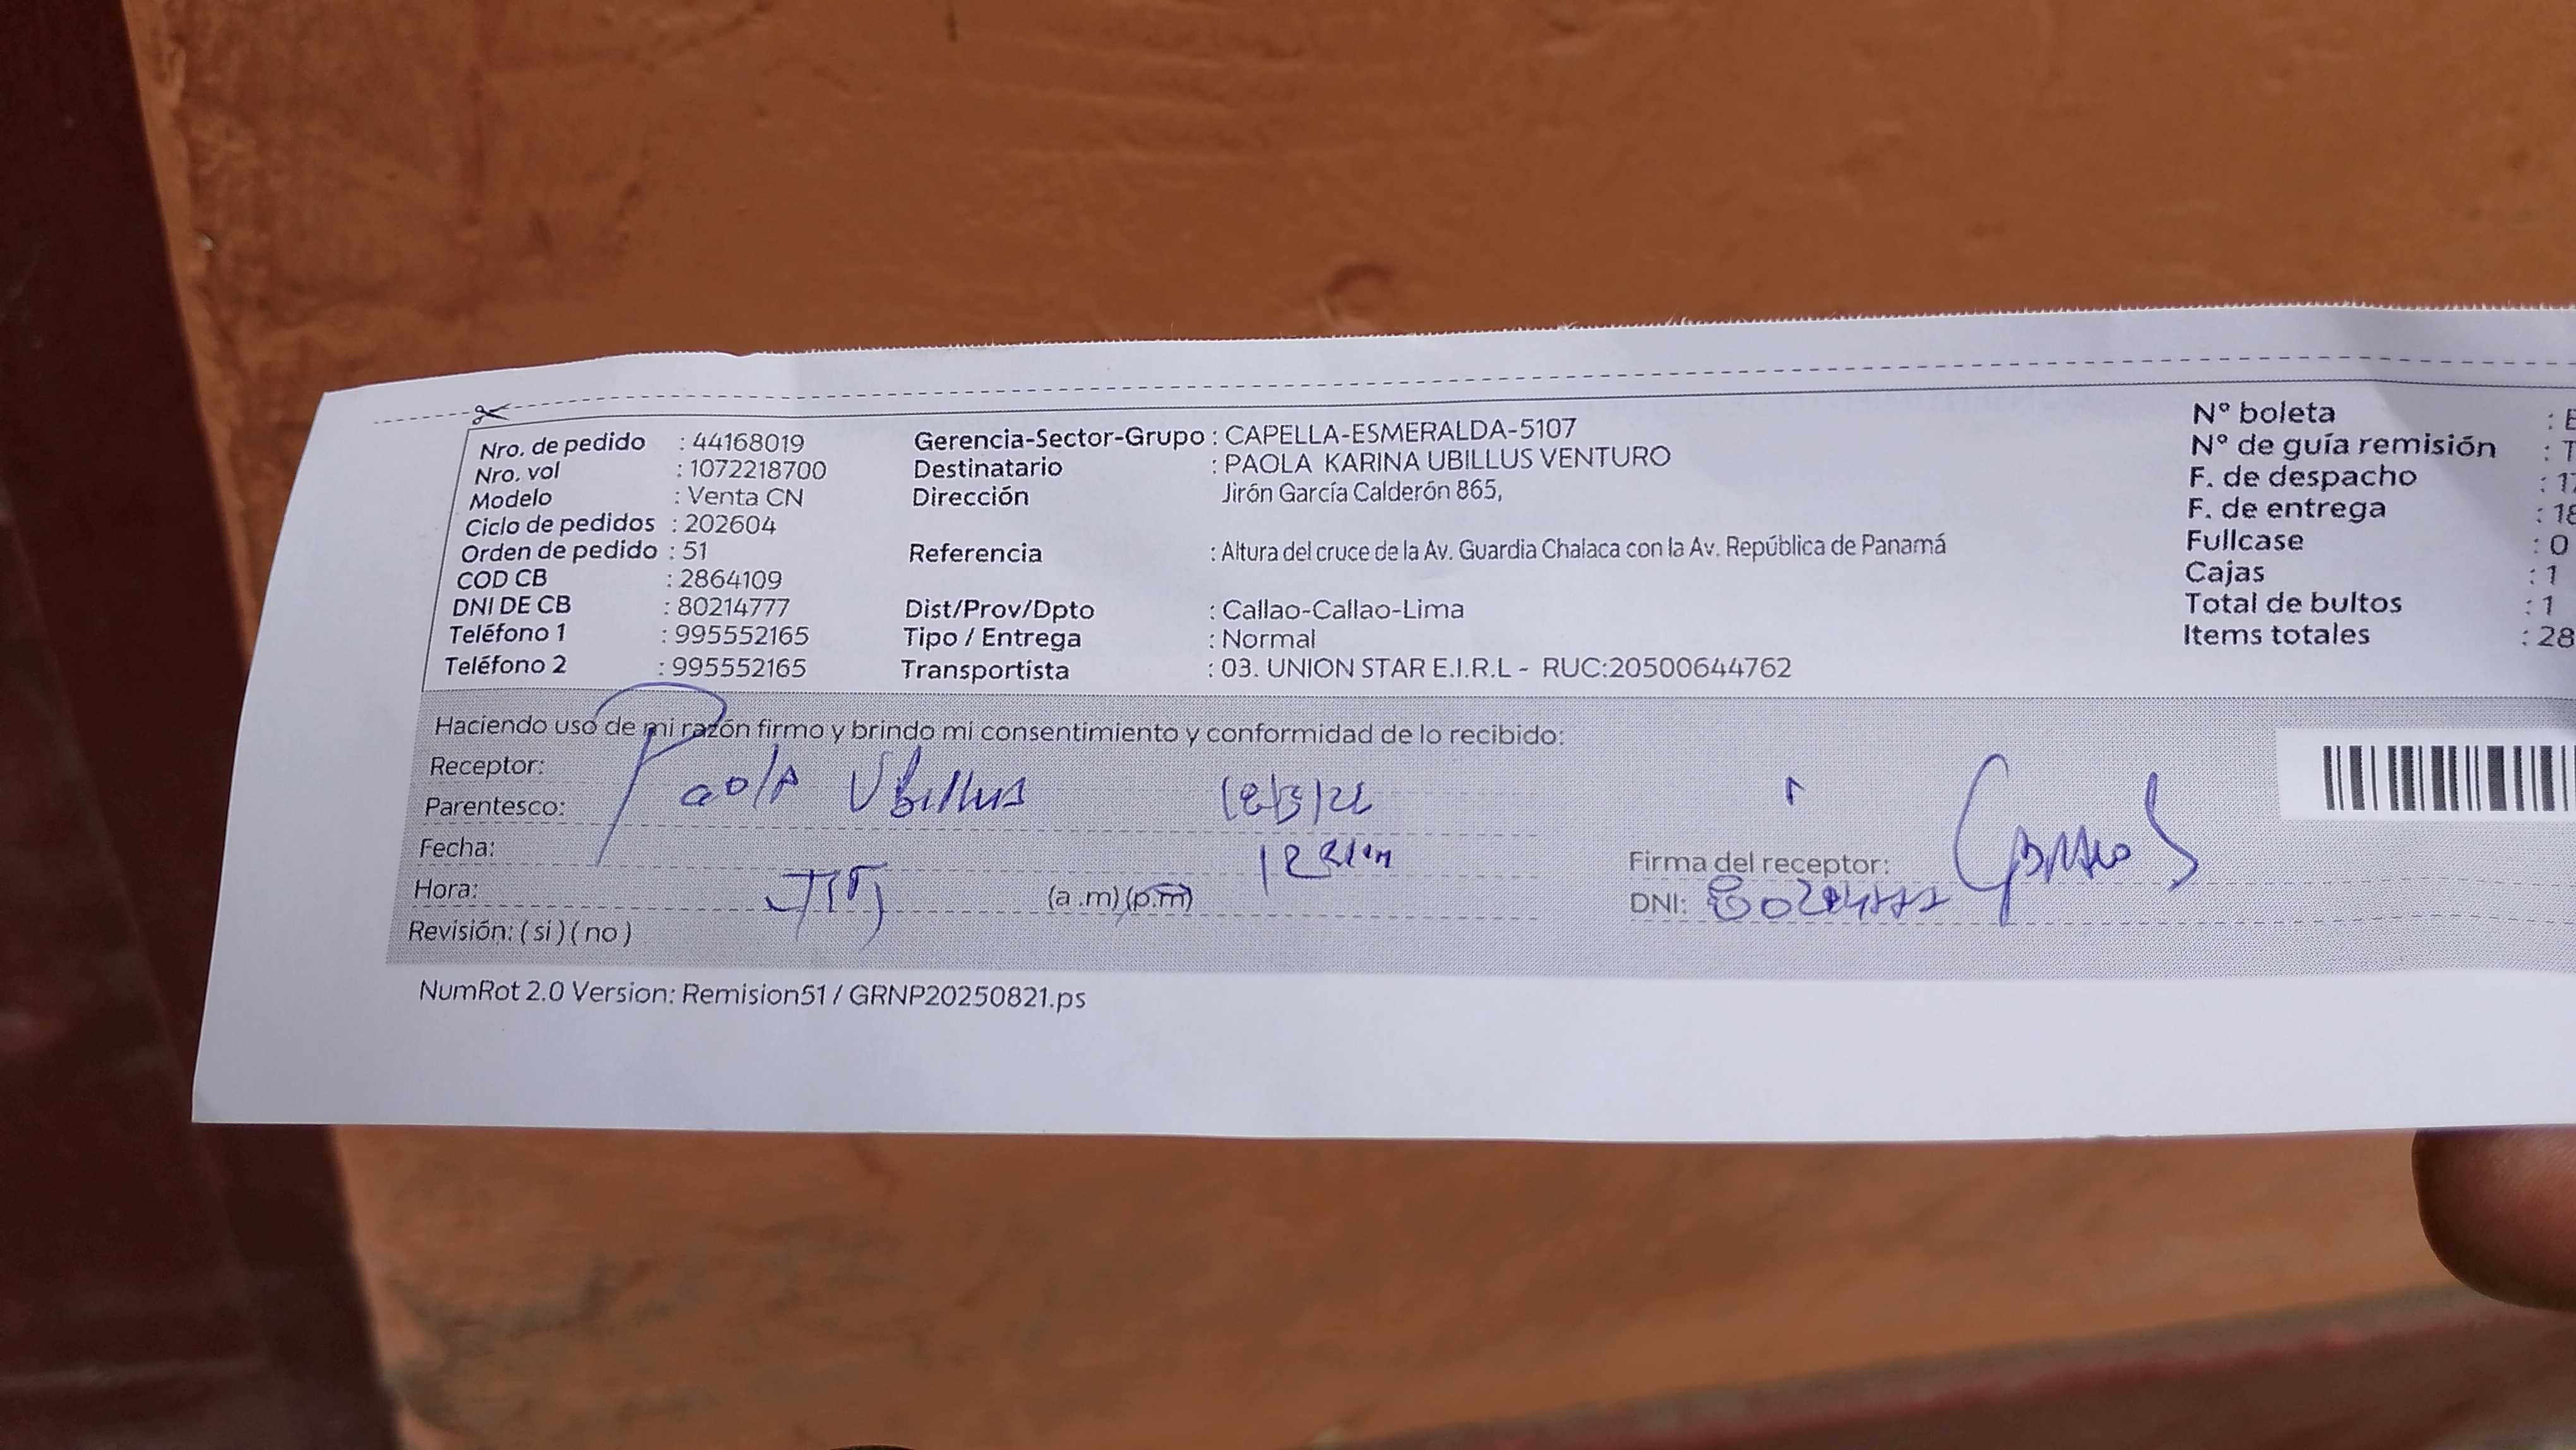 Nro. de pedido : 44168019
Nro. vol : 1072218700
Modelo : Venta CN
Ciclo de pedidos : 202604
Orden de pedido : 51
COD CB : 2864109
DNI DE CB : 80214777
Teléfono 1 : 995552165
Teléfono 2 : 995552165
Gerencia-Sector-Grupo : CAPELLA-ESMERALDA-5107
Destinatario : PAOLA KARINA UBILLUS VENTURO
Dirección Jirón García Calderón 865,
Referencia : Altura del cruce de la Av. Guardia Chalaca con la Av. República de Panamá
Dist/Prov/Dpto : Callao-Callao-Lima
Tipo / Entrega : Normal
Transportista : 03. UNION STAR E.I.R.L - RUC:20500644762
N° boleta :
N° de guía remisión : T
F. de despacho : 17
F. de entrega : 18
Fullcase : 0
Cajas : 1
Total de bultos : 1
Items totales : 28
Haciendo uso de mi razón firmo y brindo mi consentimiento y conformidad de lo recibido:
Receptor:
Parentesco: Paola Ubillus
Fecha:
Hora: (a.m) (p.m)
Revisión: ( si ) ( no )
Firma del receptor:
DNI:
NumRot 2.0 Version: Remision51 / GRNP20250821.ps